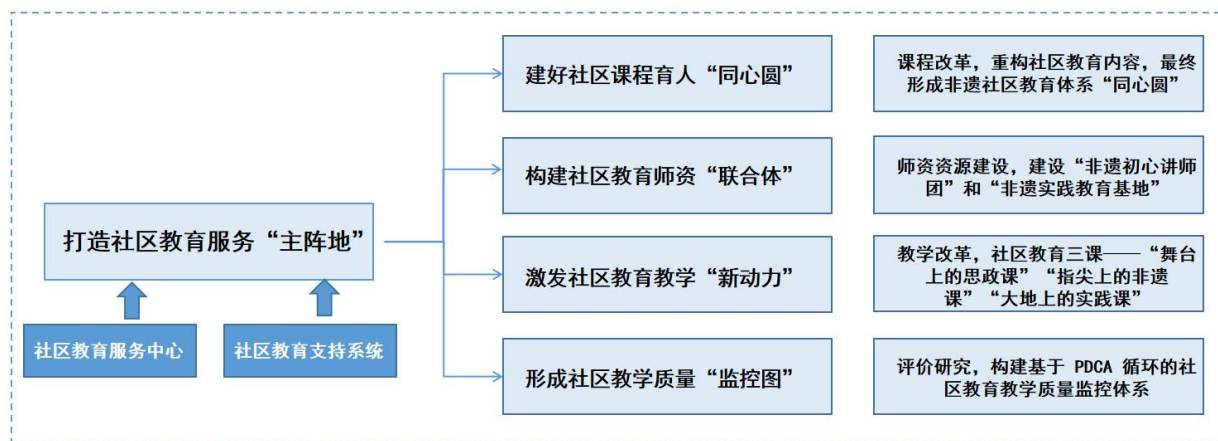 建好社区课程育人“同心圆”
课程改革，重构社区教育内容，最终
形成非遗社区教育体系“同心圆”
构建社区教育师资“联合体”
师资资源建设，建设“非遗初心讲师
团”和“非遗实践教育基地”
打造社区教育服务“主阵地”
激发社区教育教学“新动力”
教学改革，社区教育三课——“舞台
上的思政课”“指尖上的非遗
课”“大地上的实践课”
社区教育服务中心
社区教育支持系统
形成社区教学质量“监控图”
评价研究，构建基于 PDCA 循环的社
区教育教学质量监控体系